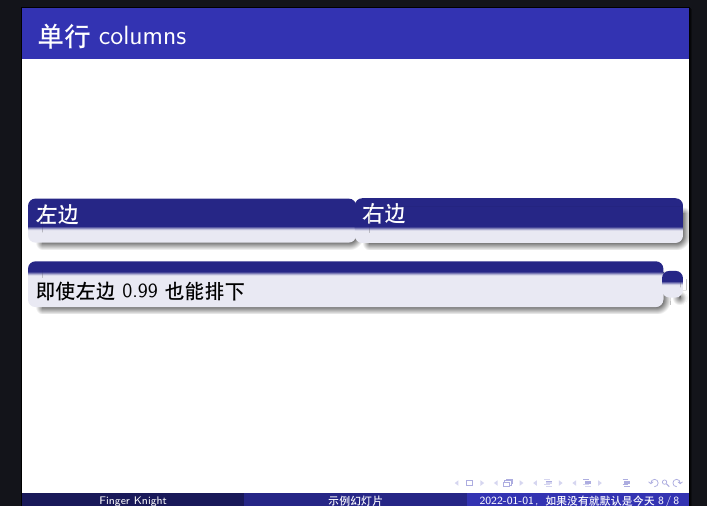 单行 columns
左边
右边
即使左边 0.99 也能排下
Finger Knight
示例幻灯片
2022-01-01，如果没有就默认是今天 8 / 8